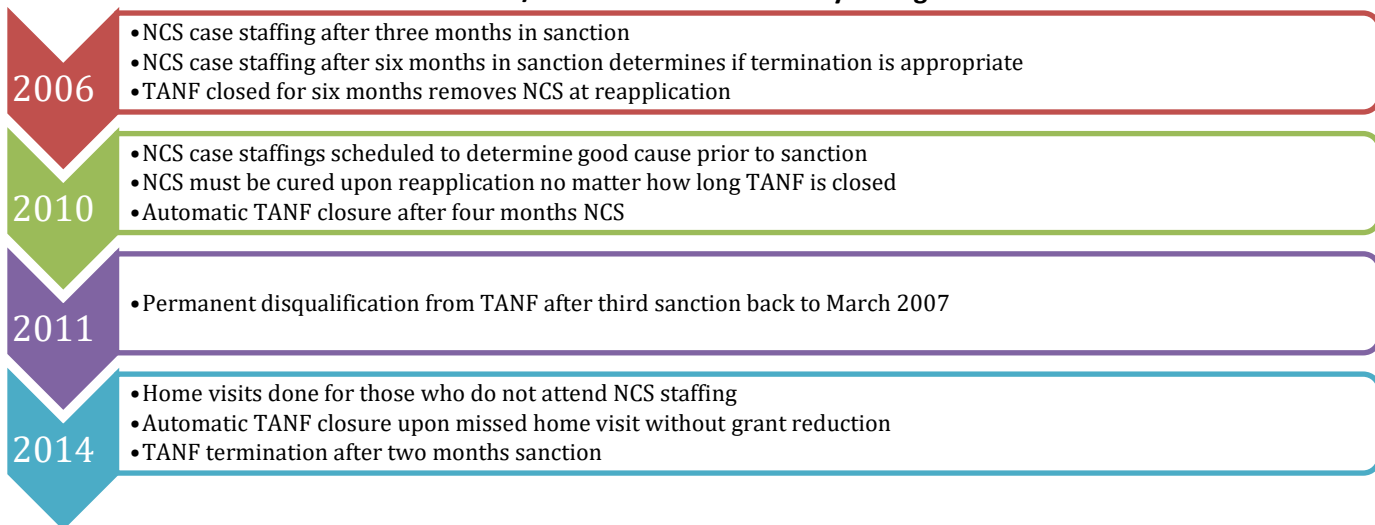 2006
•NCS case staffing after three months in sanction
•NCS case staffing after six months in sanction determines if termination is appropriate
•TANF closed for six months removes NCS at reapplication
2010
•NCS case staffings scheduled to determine good cause prior to sanction
•NCS must be cured upon reapplication no matter how long TANF is closed
•Automatic TANF closure after four months NCS
2011
•Permanent disqualification from TANF after third sanction back to March 2007
2014
•Home visits done for those who do not attend NCS staffing
•Automatic TANF closure upon missed home visit without grant reduction
•TANF termination after two months sanction